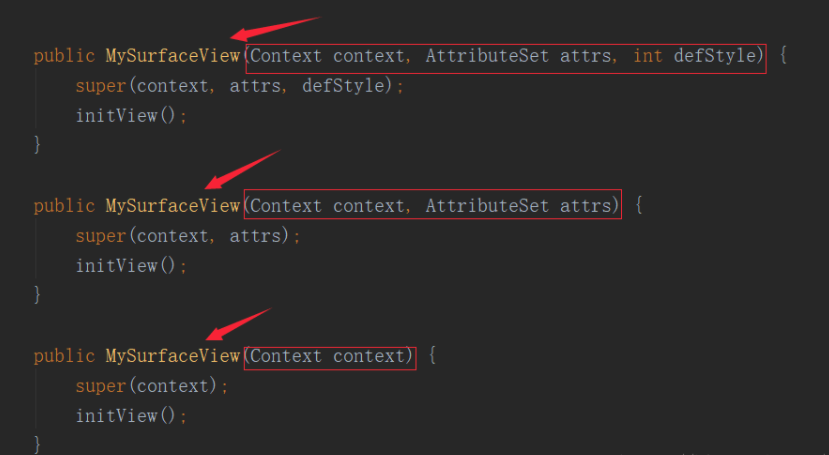 public MySurfaceView(Context context, AttributeSet attrs, int defStyle) {
super(context, attrs, defStyle);
initView();
}
public MySurfaceView(Context context, AttributeSet attrs) {
super(context, attrs);
initView();
}
public MySurfaceView(Context context) {
super(context);
initView();
}